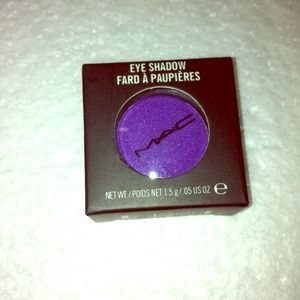 EYE SHADOW
FARD À PAUPIÈRES
MAC
NET WT / POIDS NET 1.5 g / .05 US OZ e